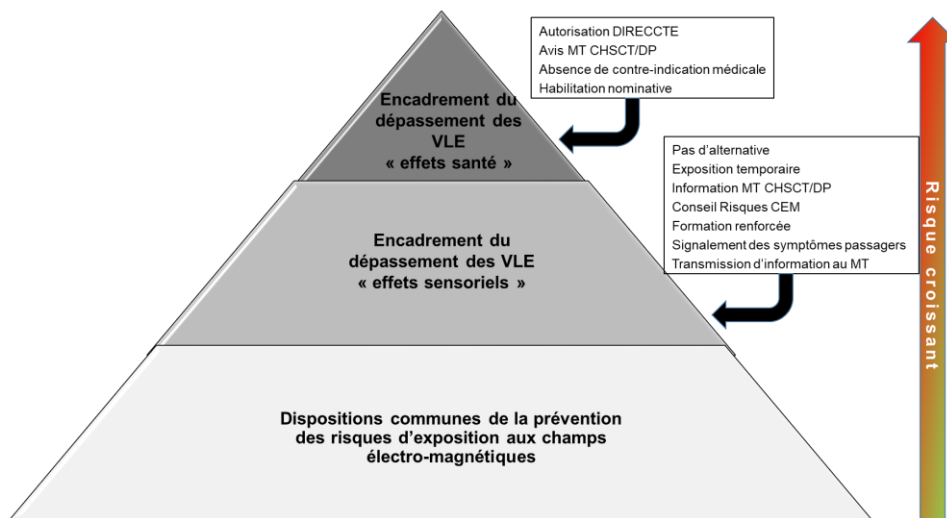 Autorisation DIRECCTE
Avis MT CHSCT/DP
Absence de contre-indication médicale
Habilitation nominative
Encadrement du
dépassement des
VLE
« effets santé »
Pas d'alternative
Exposition temporaire
Information MT CHSCT/DP
Conseil Risques CEM
Formation renforcée
Signalement des symptômes passagers
Transmission d'information au MT
Encadrement du
dépassement des VLE
« effets sensoriels »
Dispositions communes de la prévention
des risques d'exposition aux champs
électro-magnétiques
Risque croissant